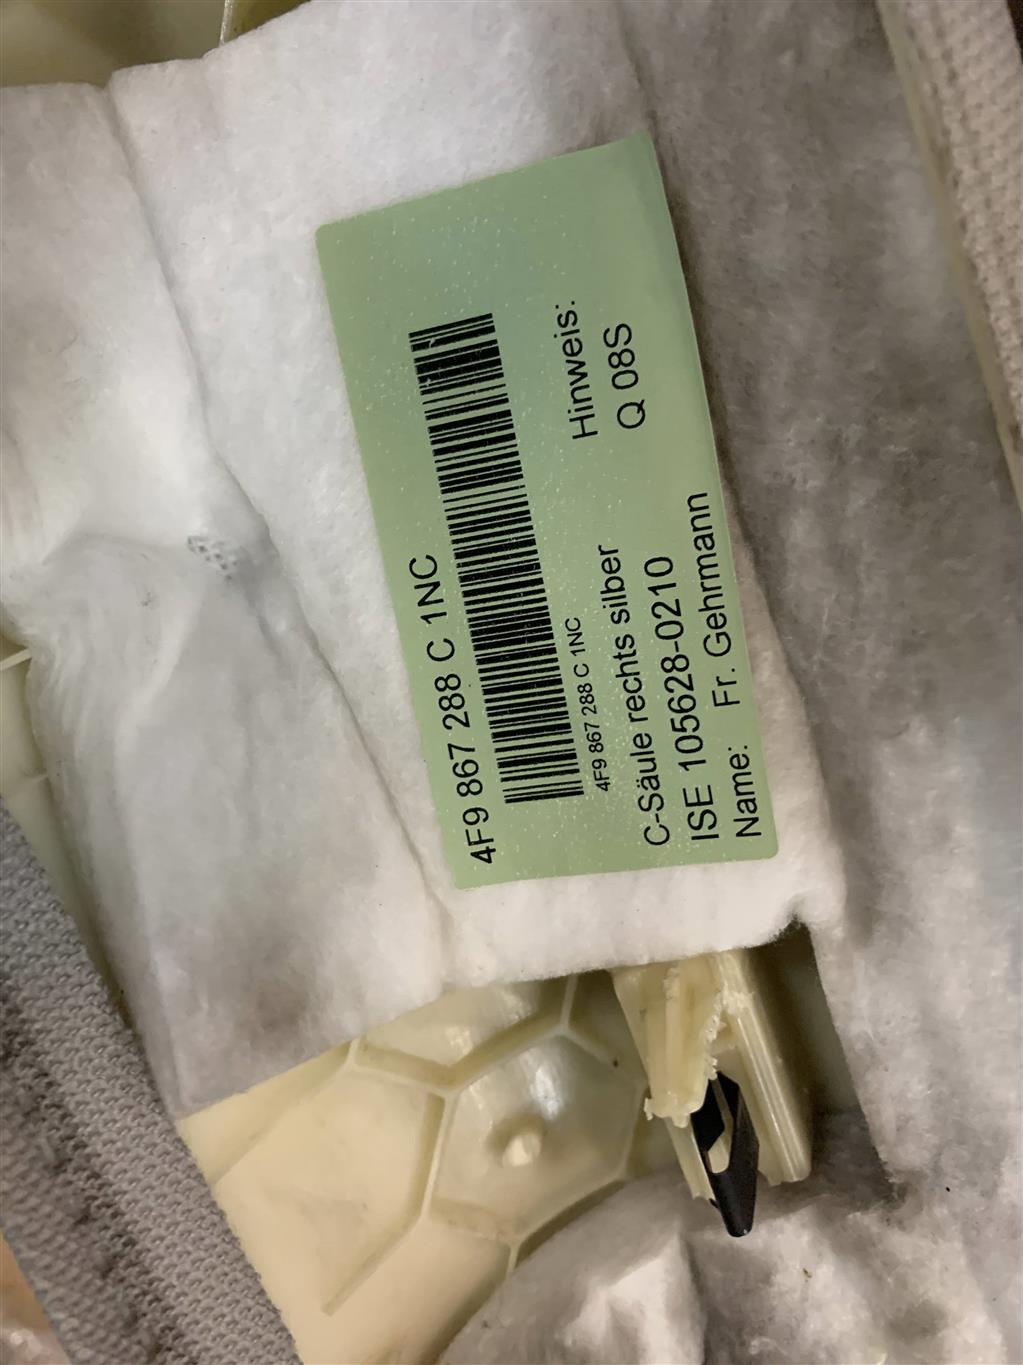 4F9 867 288 C 1NC
4F9 867 288 C 1NC
Hinweis:
C-Säule rechts silber
Q 08S
ISE 105628-0210
Name: Fr. Gehrmann